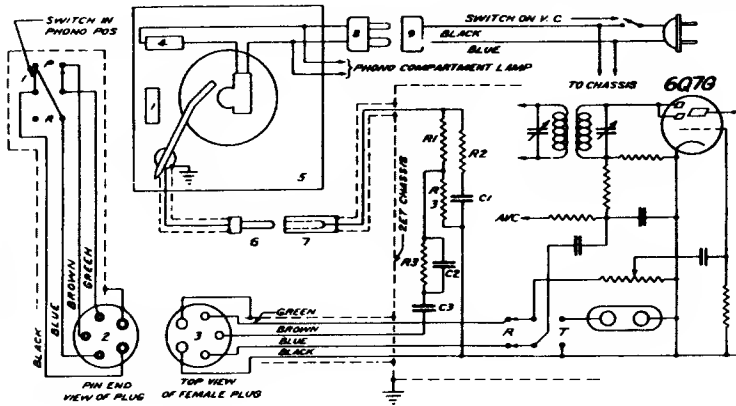 SWITCH IN
PHONO POS
P
R
BLACK
BLUE
BROWN
GREEN
2
PIN END
VIEW OF PLUG
4
1
5
8
9
SWITCH ON V.C
BLACK
BLUE
PHONO COMPARTMENT LAMP
TO CHASSIS
6Q7G
6
7
R1
R2
R
3
C1
SET CHASSIS
R3
C2
C3
AVC
3
GREEN
BROWN
BLUE
BLACK
TOP VIEW
OF FEMALE PLUG
R
T